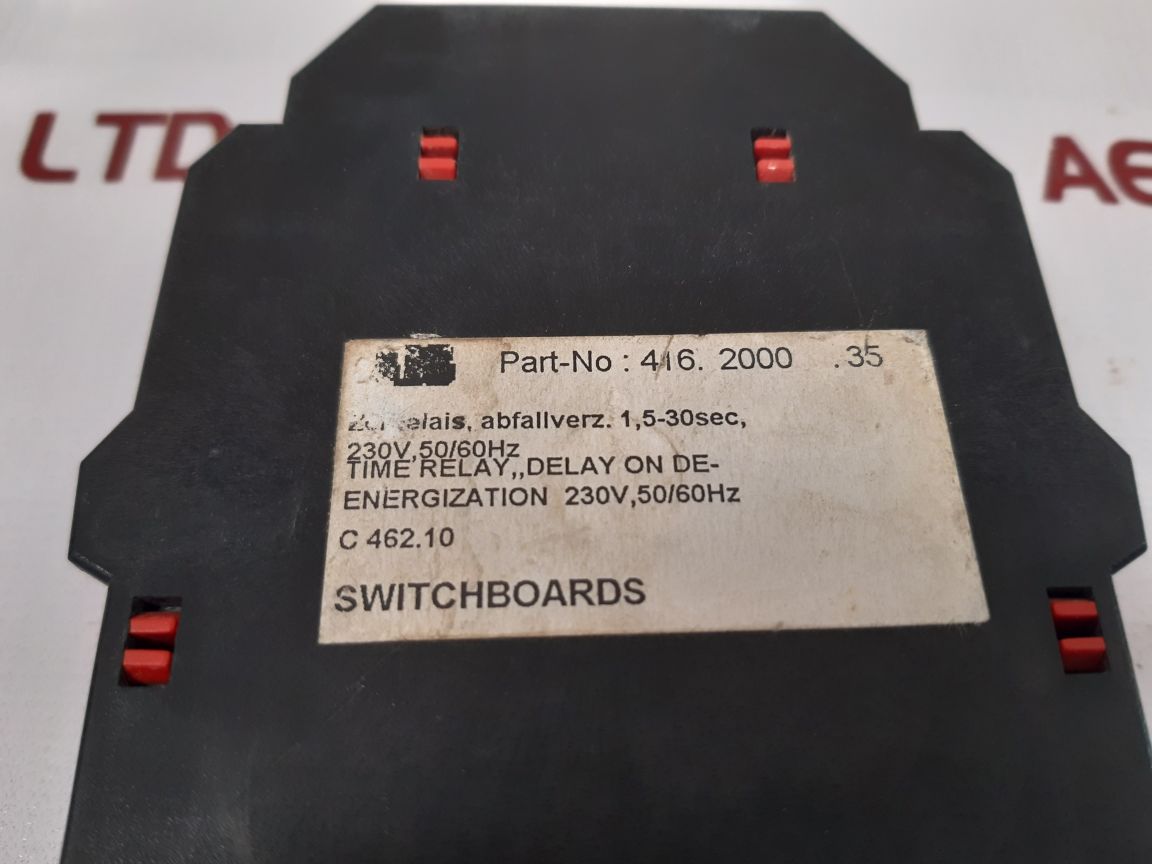 LTD
Part-No : 416. 2000 .35
abfallverz. 1,5-30sec,
230V,50/60Hz
TIME RELAY,,DELAY ON DE-
ENERGIZATION 230V,50/60Hz
C 462.10
SWITCHBOARDS